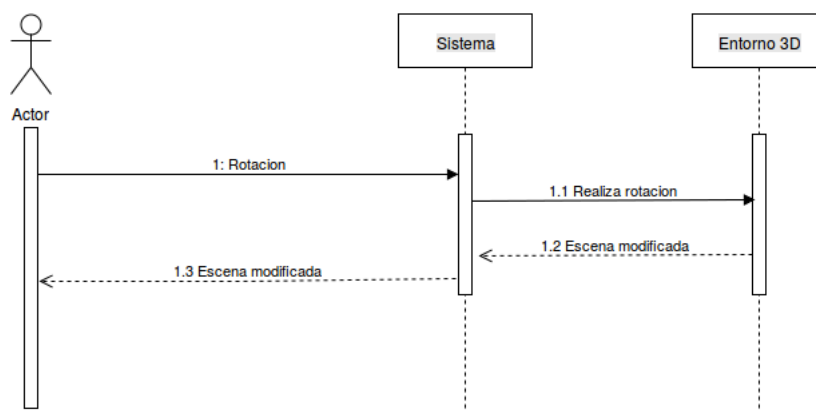 Sistema
Entorno 3D
Actor
1: Rotacion
1.1 Realiza rotacion
1.2 Escena modificada
1.3 Escena modificada